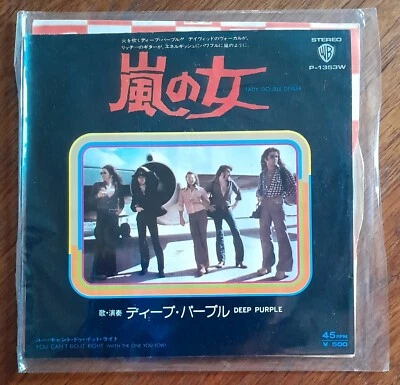 火を吹くディープ・パープル!! デイヴィッドのヴォーカルが、
リッチーのギターが、エネルギッシュにパワフルに嵐のように。
STEREO
WB
P-1353W
嵐の女
LADY DOUBLE DEALER
歌・演奏 ディープ・パープル DEEP PURPLE
ユー・キャント・ドゥ・イット・ライト
YOU CAN'T DO IT RIGHT (WITH THE ONE YOU LOVE)
45 RPM
¥ 500